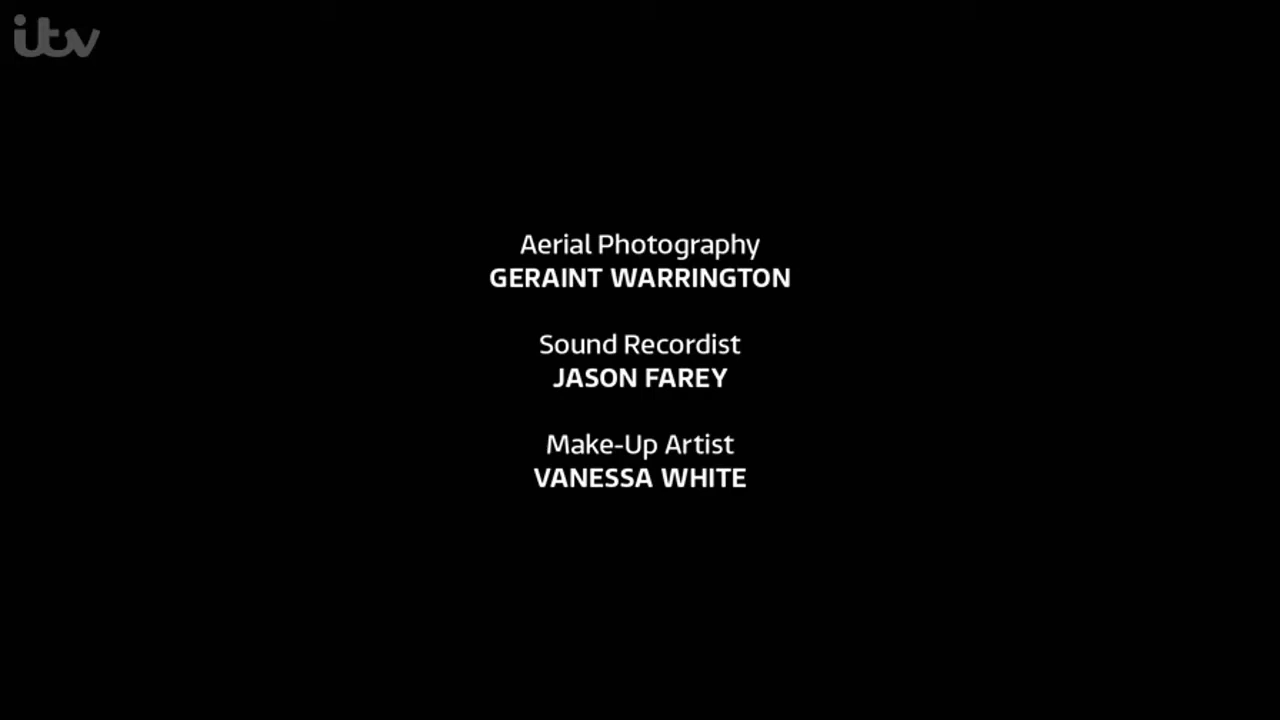 itv
Aerial Photography
GERAINT WARRINGTON
Sound Recordist
JASON FAREY
Make-Up Artist
VANESSA WHITE